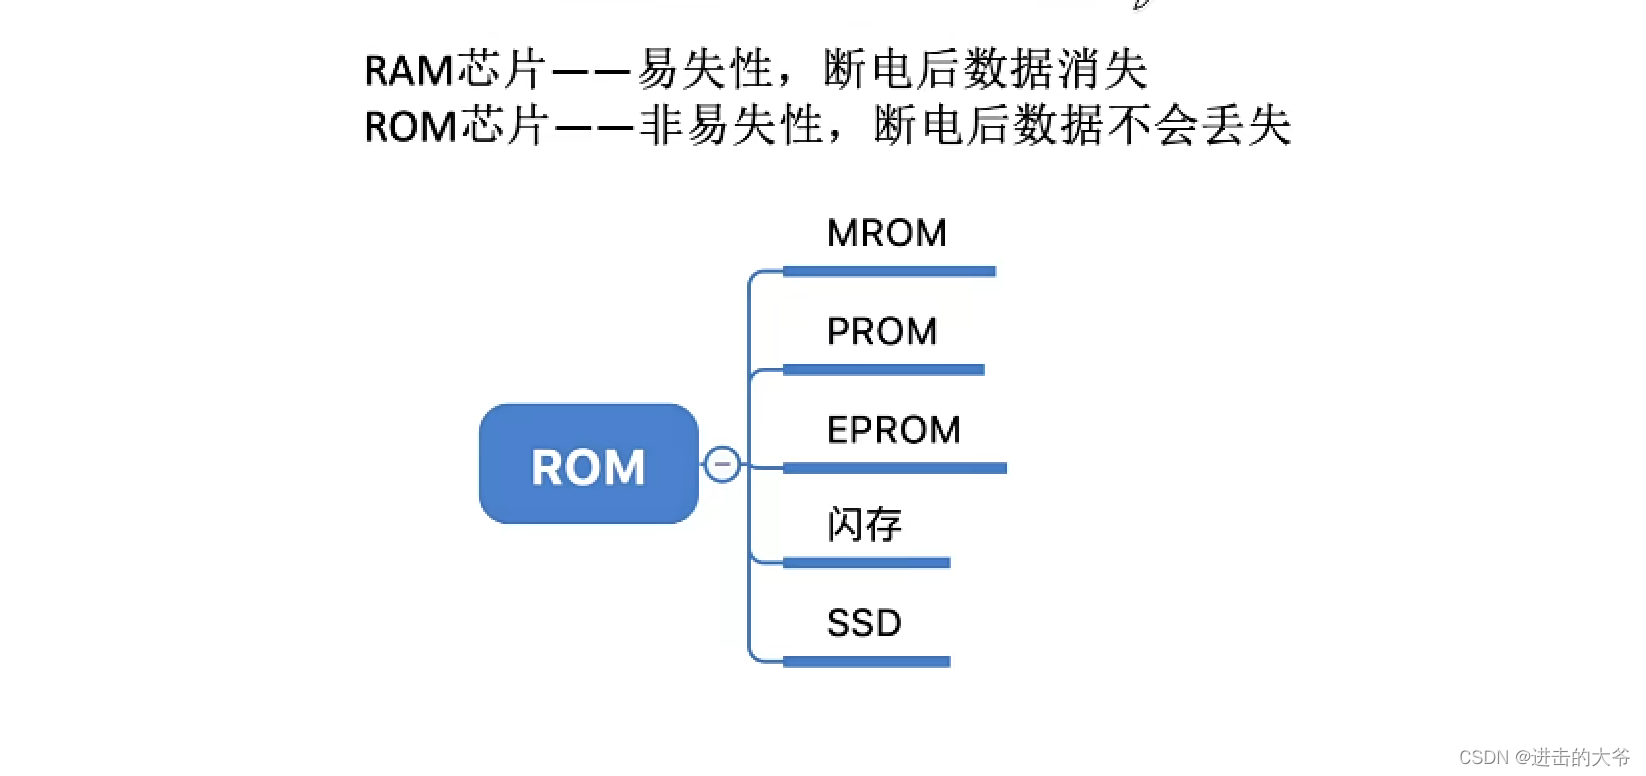 RAM芯片——易失性，断电后数据消失
ROM芯片——非易失性，断电后数据不会丢失
MROM
PROM
EPROM
ROM
闪存
SSD
CSDN @进击的大爷